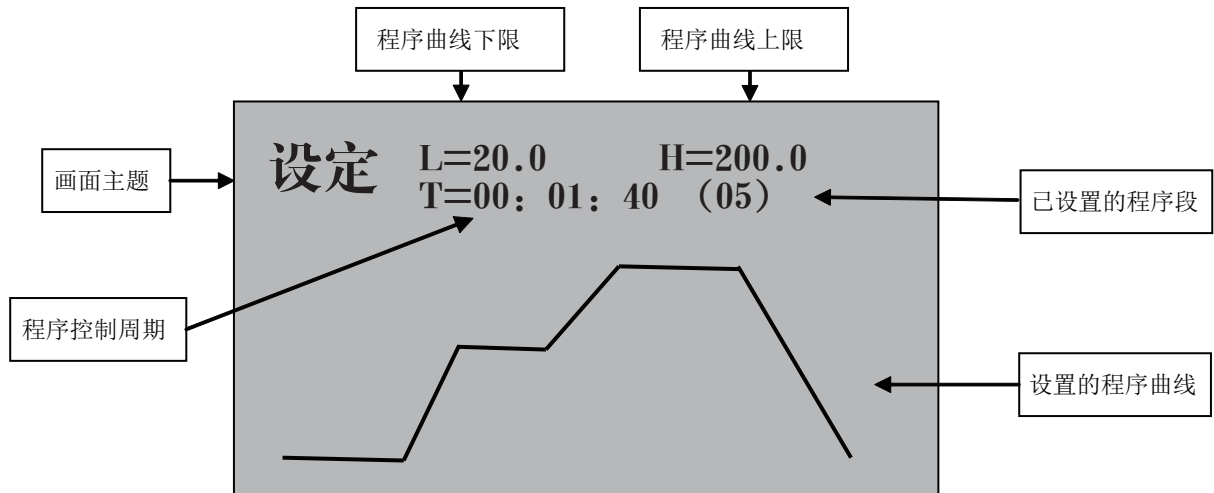 程序曲线下限
程序曲线上限
画面主题
设定
L=20.0 H=200.0
T=00：01：40 （05）
已设置的程序段
程序控制周期
设置的程序曲线